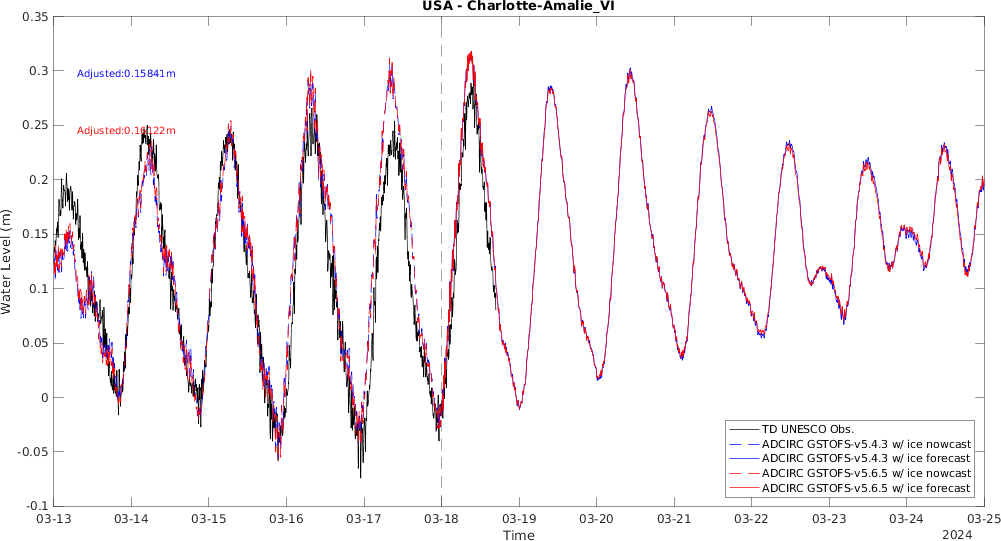 USA - Charlotte-Amalie_VI
0.35
0.3
0.25
0.2
0.15
0.1
0.05
0
-0.05
-0.1
Water Level (m)
Adjusted:0.15841m
Adjusted:0.16122m
TD UNESCO Obs.
ADCIRC GSTOFS-v5.4.3 w/ ice nowcast
ADCIRC GSTOFS-v5.4.3 w/ ice forecast
ADCIRC GSTOFS-v5.6.5 w/ ice nowcast
ADCIRC GSTOFS-v5.6.5 w/ ice forecast
03-13 03-14 03-15 03-16 03-17 03-18 03-19 03-20 03-21 03-22 03-23 03-24 03-25
Time
2024